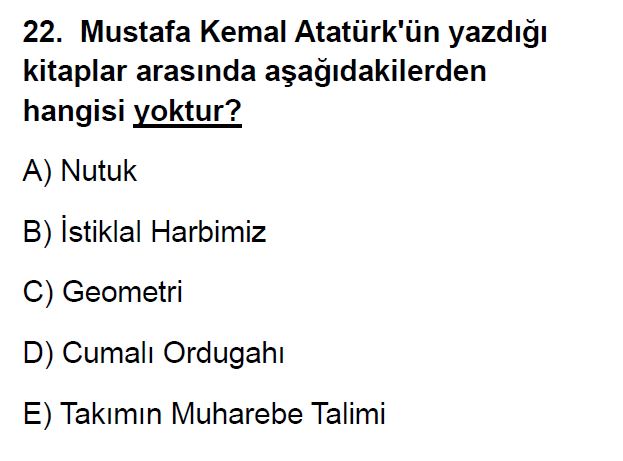 22. Mustafa Kemal Atatürk'ün yazdığı
kitaplar arasında aşağıdakilerden
hangisi yoktur?
A) Nutuk
B) İstiklal Harbimiz
C) Geometri
D) Cumalı Ordugahı
E) Takımın Muharebe Talimi